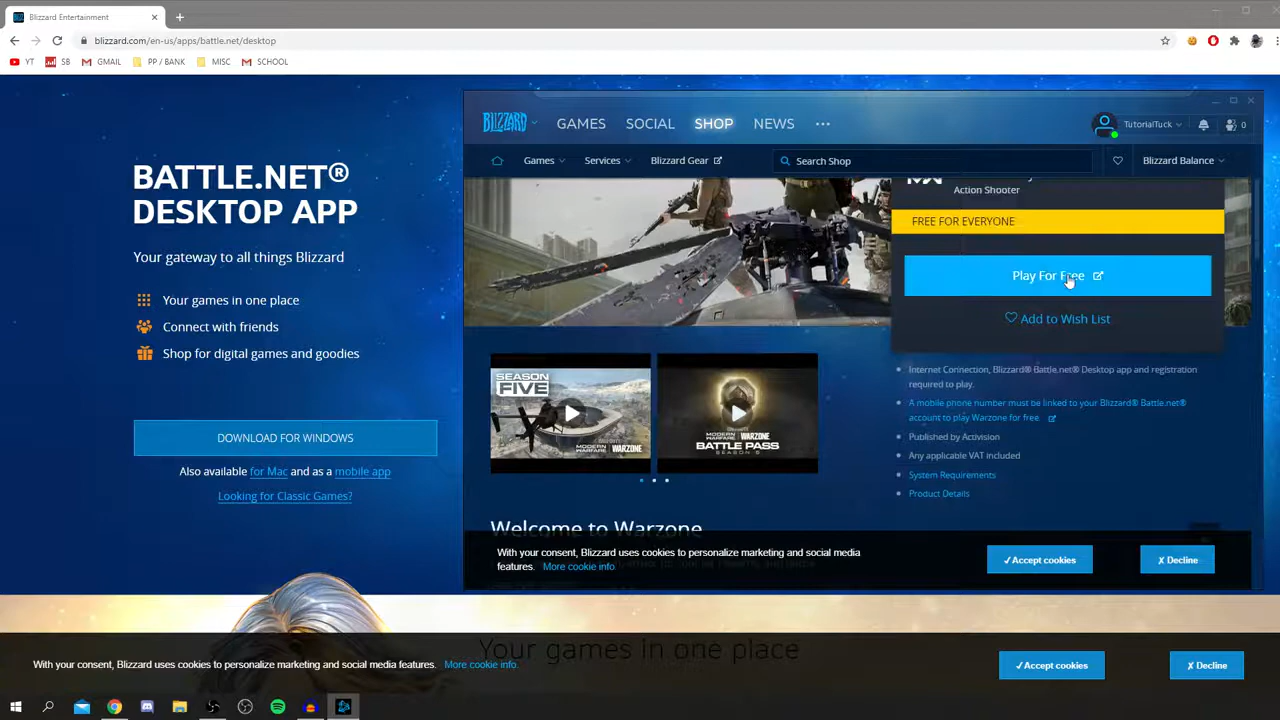 Blizzard Entertainment
blizzard.com/en-us/apps/battle.net/desktop
YT SB GMAIL PP / BANK MISC SCHOOL
BLIZZARD GAMES SOCIAL SHOP NEWS
TutorialTuck
0
Games Services Blizzard Gear Search Shop Blizzard Balance
BATTLE.NET®
DESKTOP APP
Your gateway to all things Blizzard
Your games in one place
Connect with friends
Shop for digital games and goodies
DOWNLOAD FOR WINDOWS
Also available for Mac and as a mobile app
Looking for Classic Games?
Action Shooter
FREE FOR EVERYONE
Play For Free
Add to Wish List
SEASON
FIVE
MODERN WARFARE WARZONE
MODERN WARFARE WARZONE
BATTLE PASS
SEASON 5
Internet Connection, Blizzard® Battle.net® Desktop app and registration
required to play.
A mobile phone number must be linked to your Blizzard® Battle.net®
account to play Warzone for free.
Published by Activision
Any applicable VAT included
System Requirements
Product Details
Welcome to Warzone
With your consent, Blizzard uses cookies to personalize marketing and social media
features. More cookie info.
✓Accept cookies
✗ Decline
Your games in one place
With your consent, Blizzard uses cookies to personalize marketing and social media features. More cookie info.
✓Accept cookies
✗ Decline